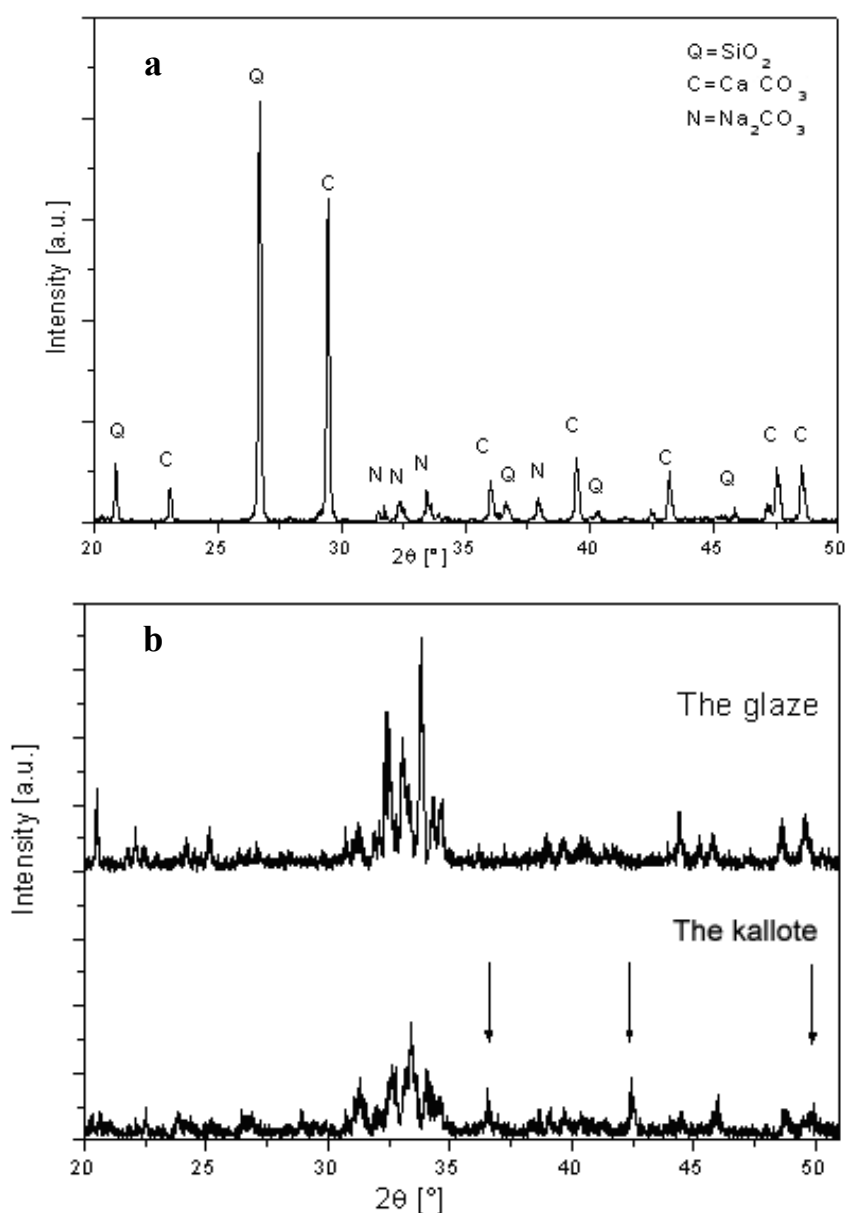 a
Q=SiO₂
C=Ca CO₃
N=Na₂CO₃
Q
C
Q
C
N
N
N
C
Q
N
C
Q
C
Q
C
C
Intensity [a.u.]
20
25
30
35
40
45
50
2θ [°]
b
The glaze
The kallote
Intensity [a.u.]
20
25
30
35
40
45
50
2θ [°]